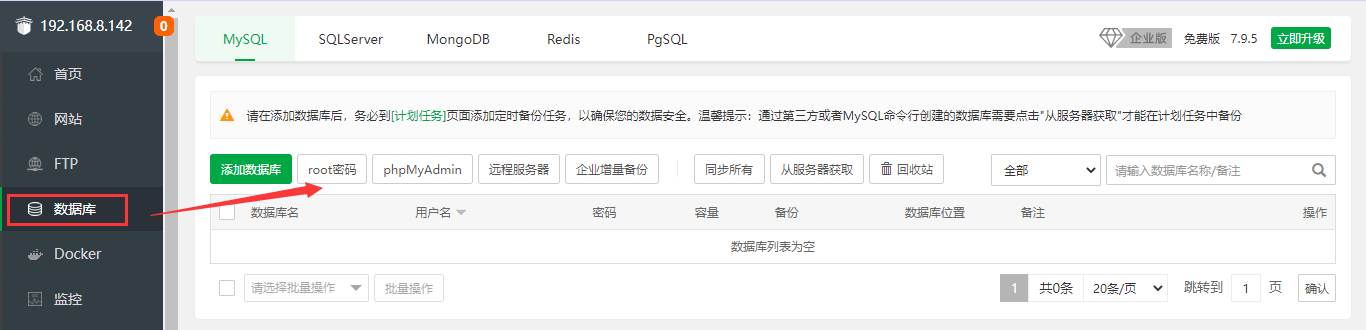 192.168.8.142
0
首页
网站
FTP
数据库
Docker
监控
MySQL SQLServer MongoDB Redis PgSQL
企业版 免费版 7.9.5 立即升级
请在添加数据库后，务必到[计划任务]页面添加定时备份任务，以确保您的数据安全。温馨提示：通过第三方或者MySQL命令行创建的数据库需要点击"从服务器获取"才能在计划任务中备份
添加数据库 root密码 phpMyAdmin 远程服务器 企业增量备份 同步所有 从服务器获取 回收站 全部 请输入数据库名称/备注
数据库名 用户名 密码 容量 备份 数据库位置 备注 操作
数据库列表为空
请选择批量操作 批量操作 1 共0条 20条/页 跳转到 1 页 确认